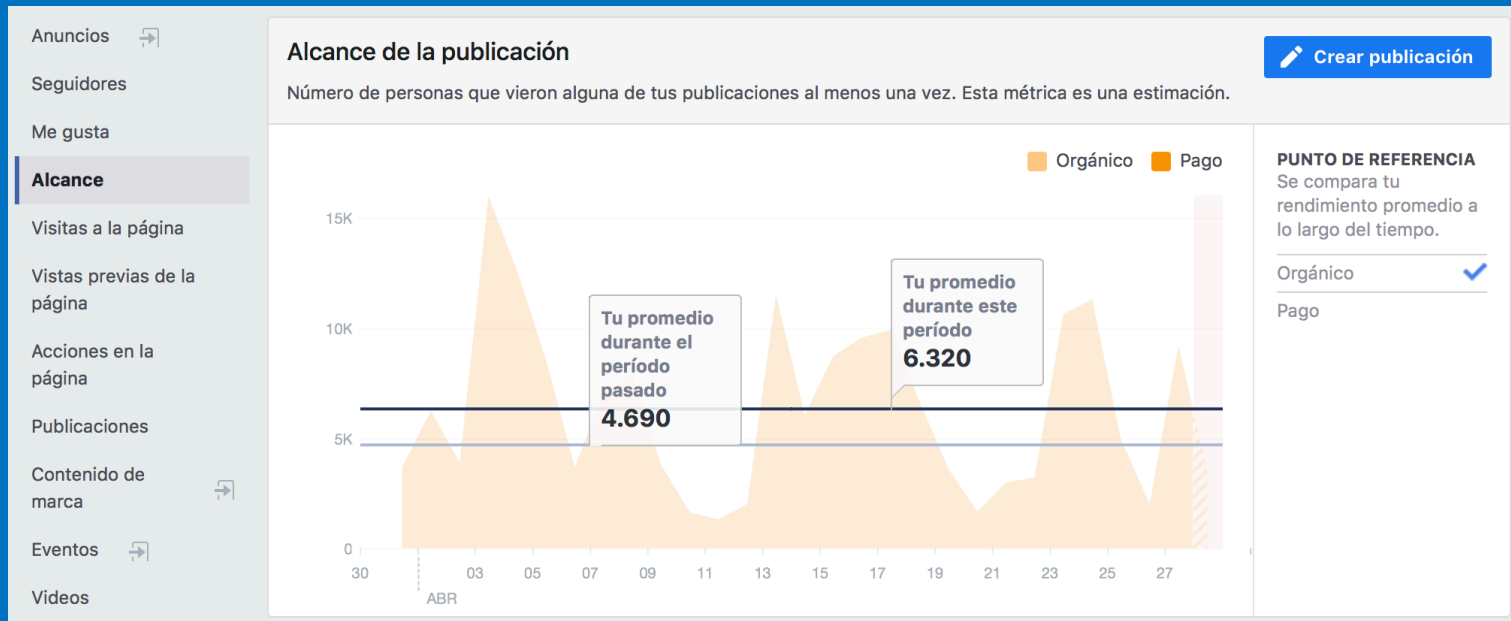 Anuncios
Seguidores
Me gusta
Alcance
Visitas a la página
Vistas previas de la
página
Acciones en la
página
Publicaciones
Contenido de
marca
Eventos
Videos
Alcance de la publicación
Número de personas que vieron alguna de tus publicaciones al menos una vez. Esta métrica es una estimación.
Crear publicación
Orgánico Pago
15K
10K
5K
0
Tu promedio
durante el
período
pasado
4.690
Tu promedio
durante este
período
6.320
30 03 05 07 09 11 13 15 17 19 21 23 25 27
ABR
PUNTO DE REFERENCIA
Se compara tu
rendimiento promedio a
lo largo del tiempo.
Orgánico
Pago